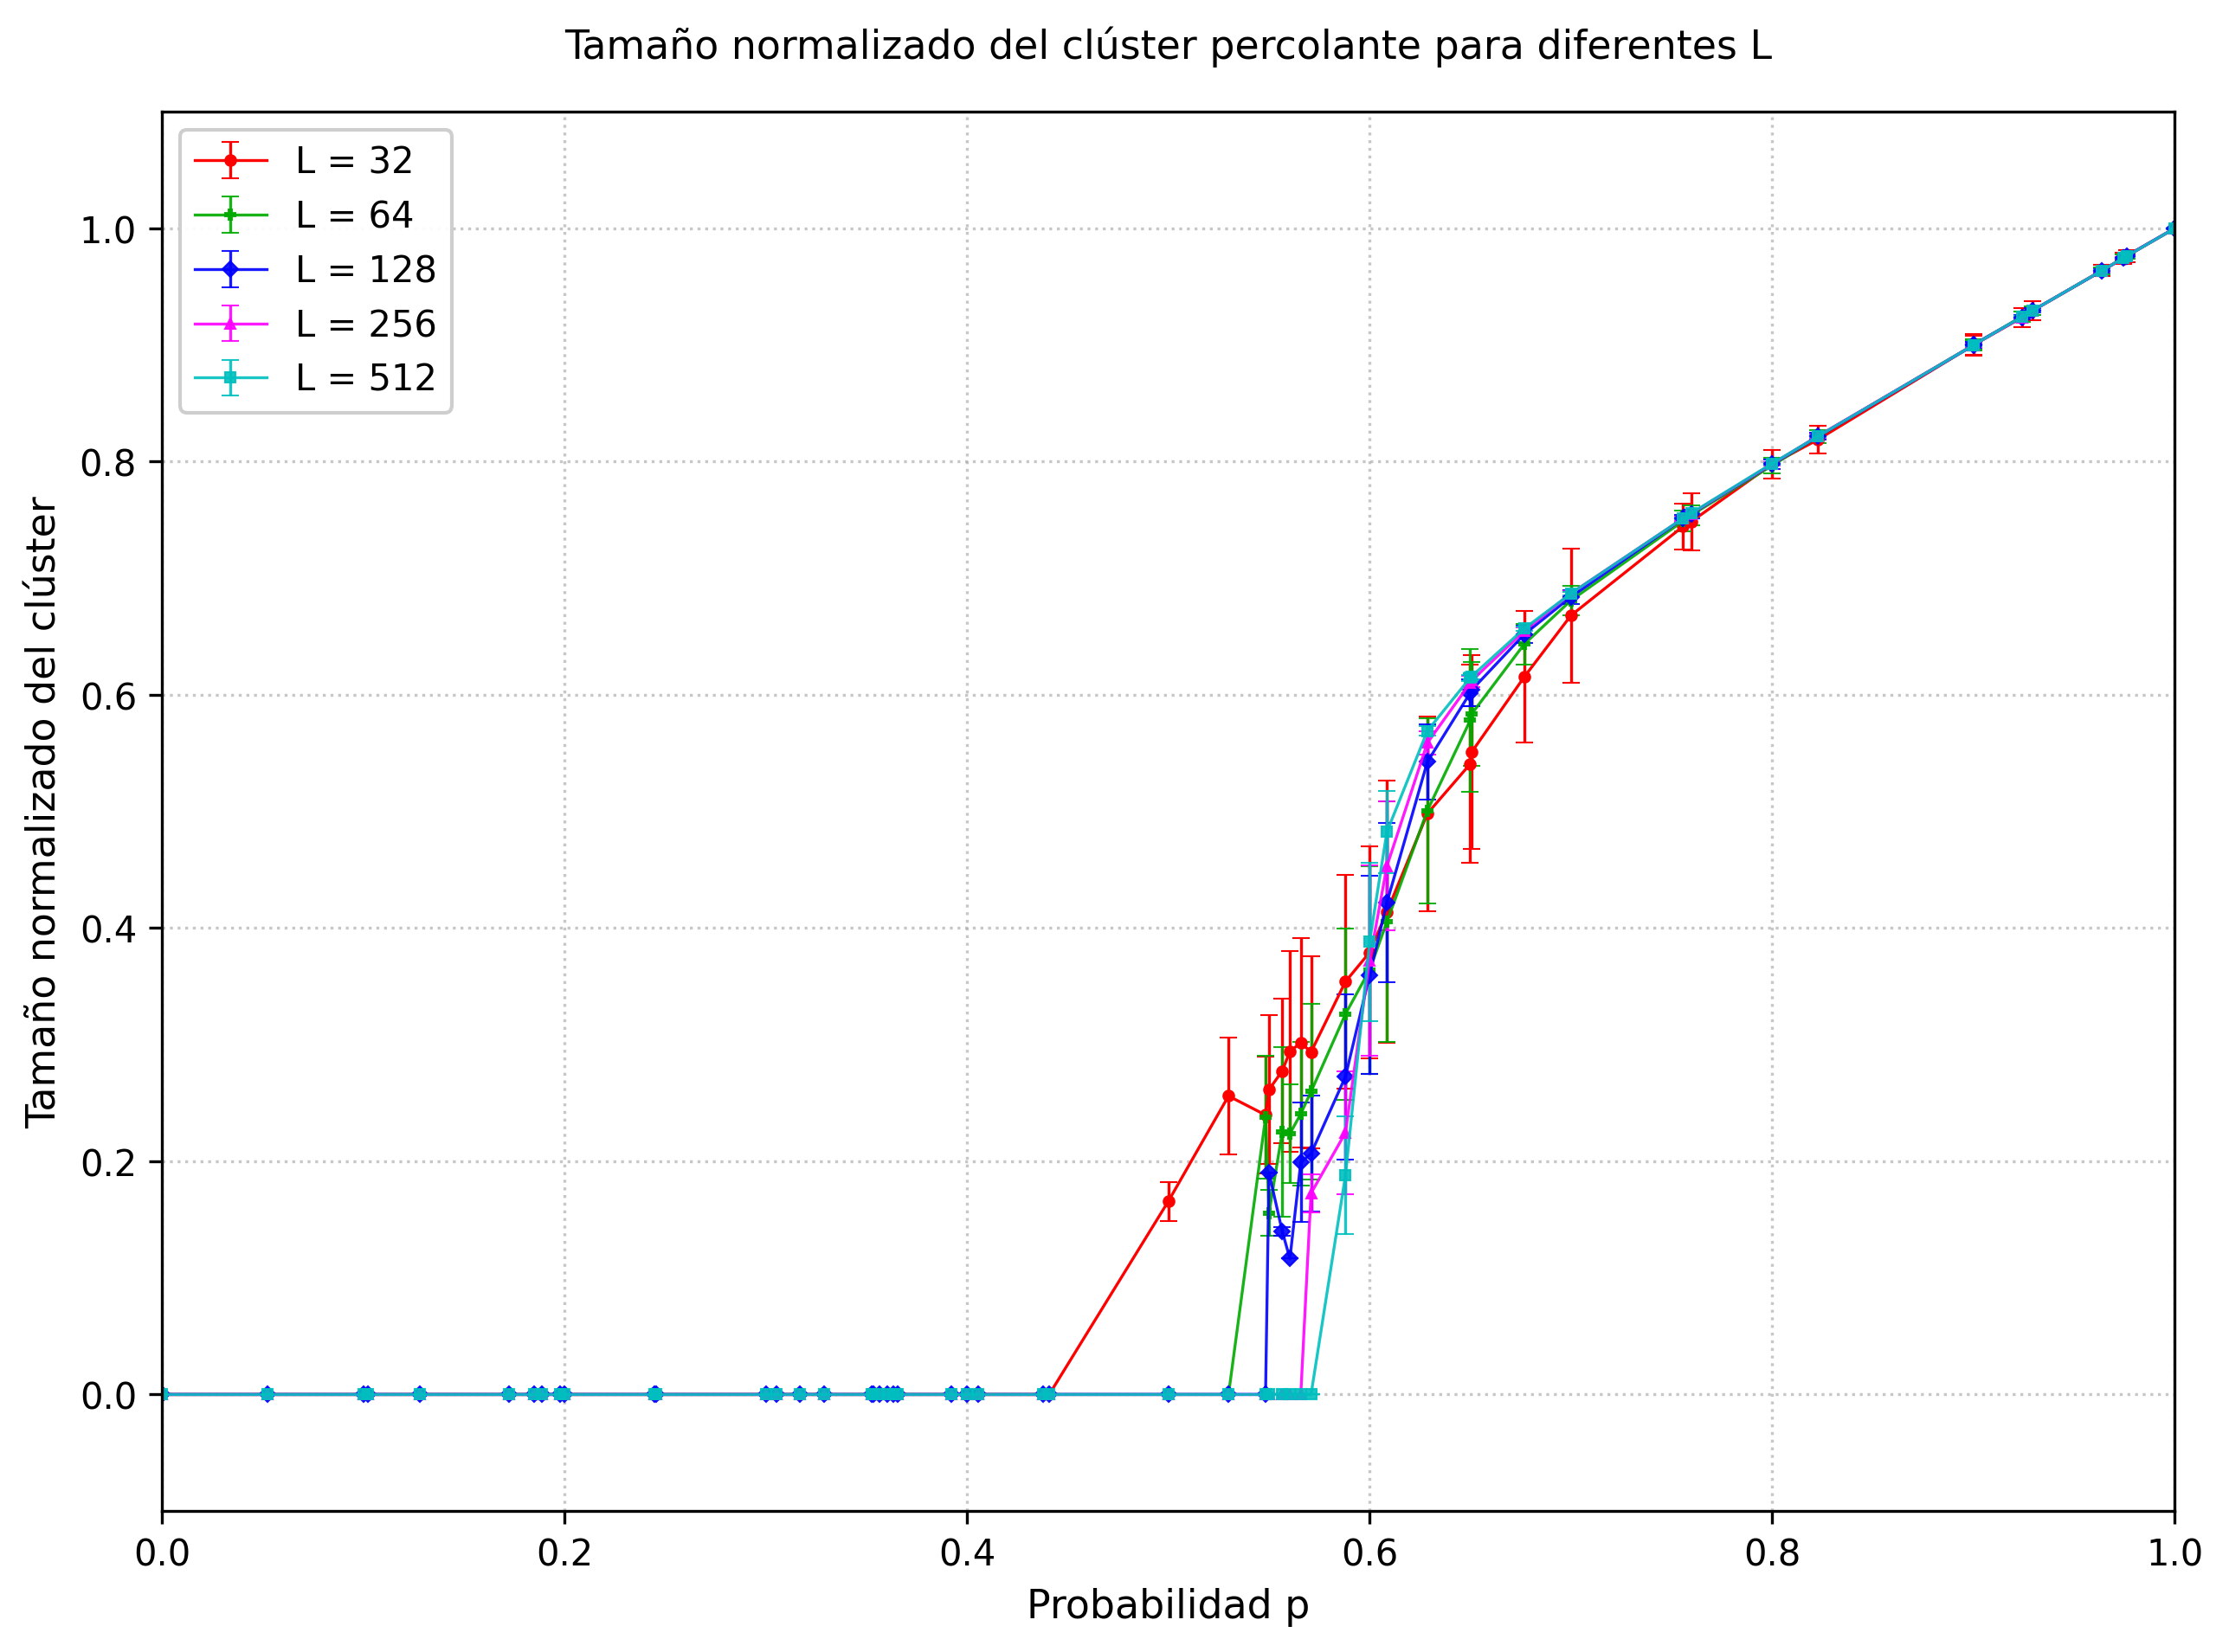 Tamaño normalizado del clúster percolante para diferentes L
L = 32
L = 64
L = 128
L = 256
L = 512
Tamaño normalizado del clúster
1.0
0.8
0.6
0.4
0.2
0.0
0.0 0.2 0.4 0.6 0.8 1.0
Probabilidad p